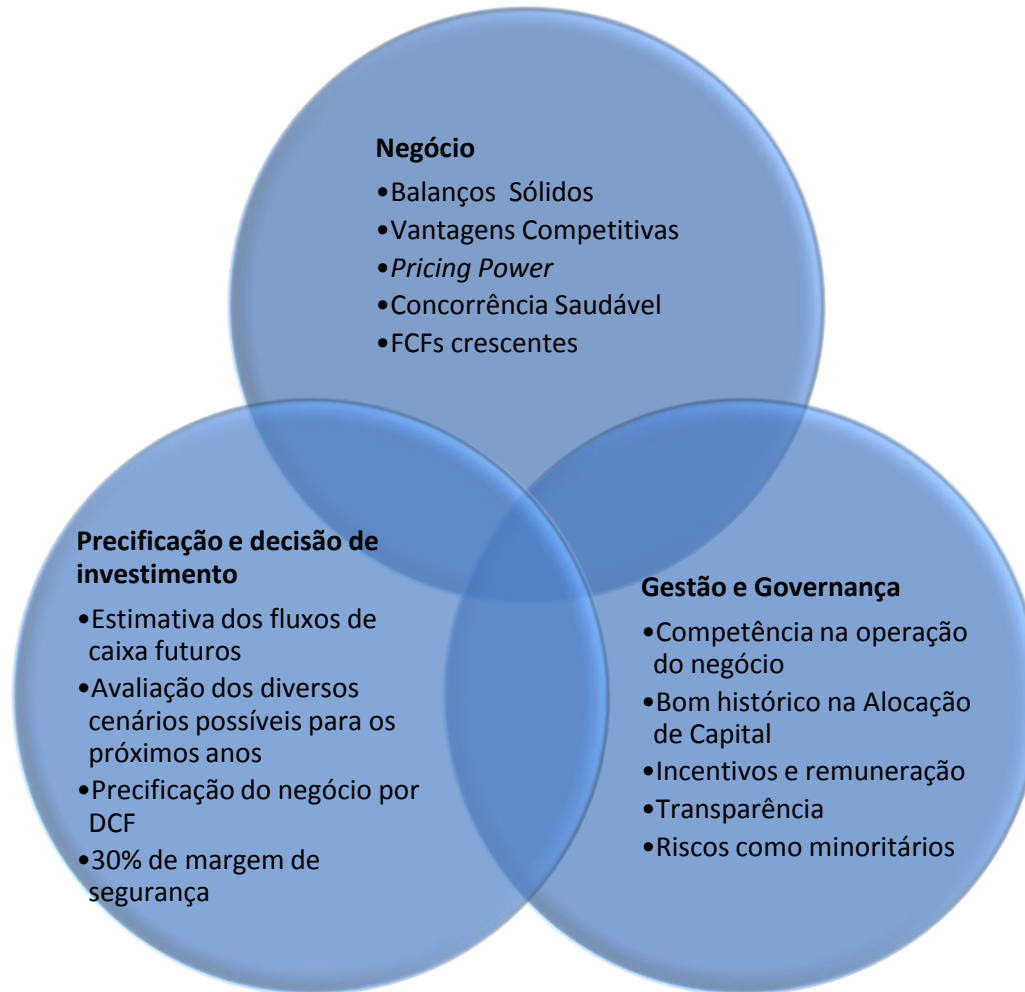 Negócio
•Balanços Sólidos
•Vantagens Competitivas
•Pricing Power
•Concorrência Saudável
•FCFs crescentes
Precificação e decisão de
investimento
•Estimativa dos fluxos de
caixa futuros
•Avaliação dos diversos
cenários possíveis para os
próximos anos
•Precificação do negócio por
DCF
•30% de margem de
segurança
Gestão e Governança
•Competência na operação
do negócio
•Bom histórico na Alocação
de Capital
•Incentivos e remuneração
•Transparência
•Riscos como minoritários